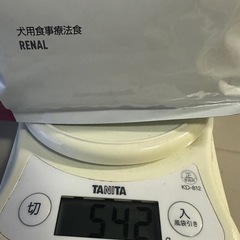 犬用食事療法食
RENAL
TANITA
KD-812
切
542
g
入
風袋引き